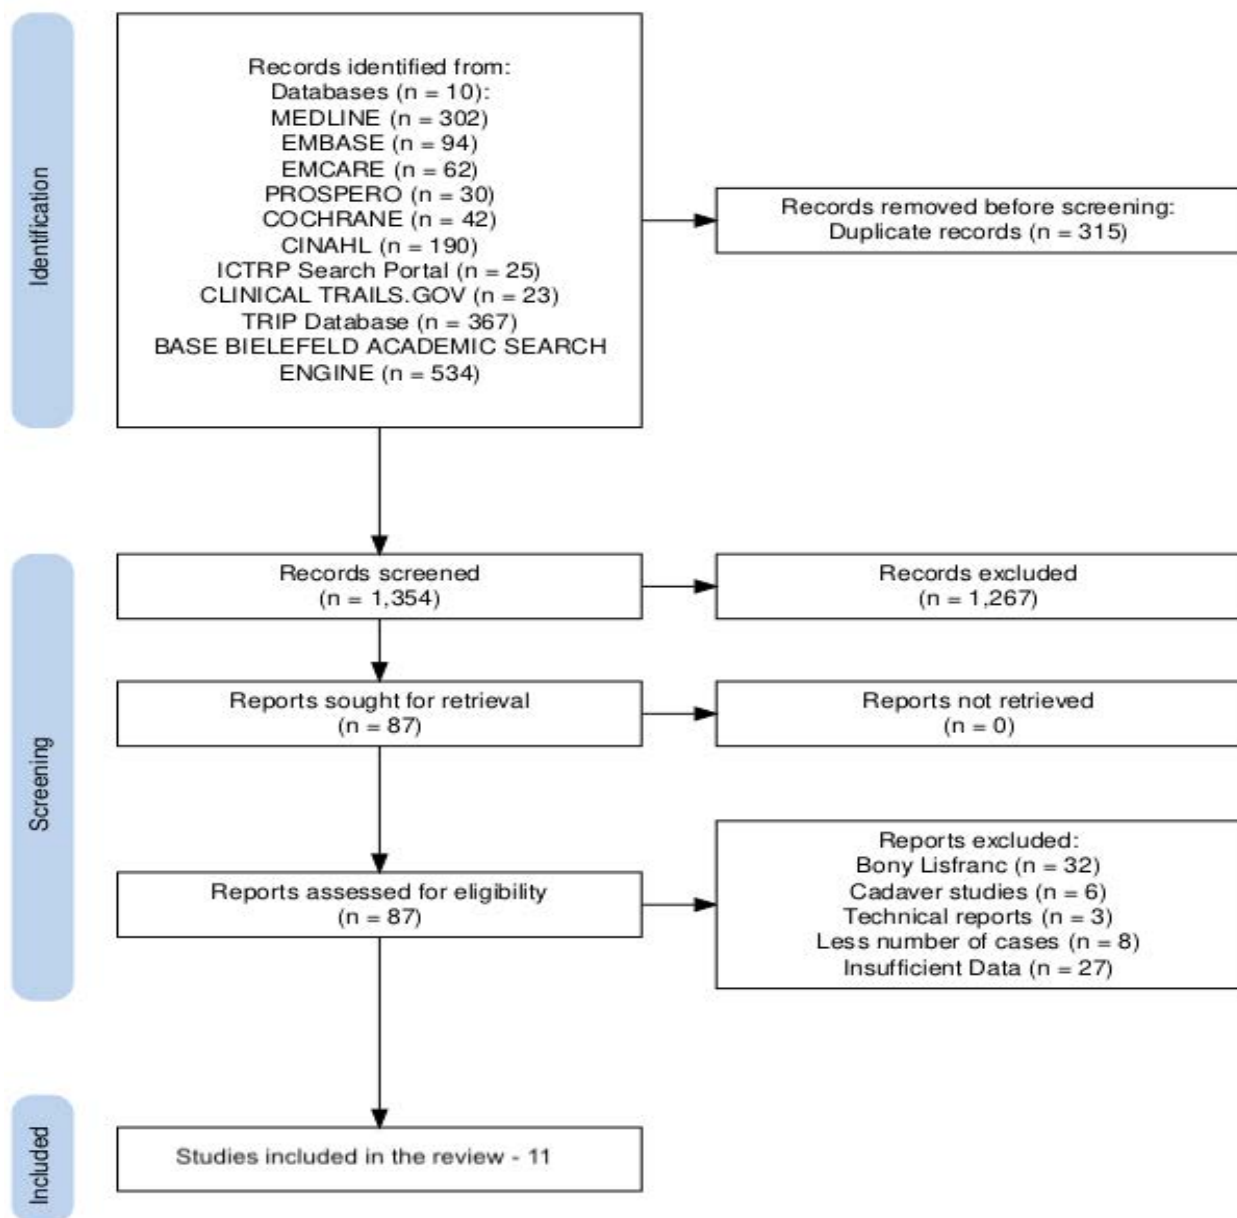 Identification
Records identified from:
Databases (n = 10):
MEDLINE (n = 302)
EMBASE (n = 94)
EMCARE (n = 62)
PROSPERO (n = 30)
COCHRANE (n = 42)
CINAHL (n = 190)
ICTRP Search Portal (n = 25)
CLINICAL TRAILS.GOV (n = 23)
TRIP Database (n = 367)
BASE BIELEFELD ACADEMIC SEARCH
ENGINE (n = 534)
Records removed before screening:
Duplicate records (n = 315)
Screening
Records screened
(n = 1,354)
Records excluded
(n = 1,267)
Reports sought for retrieval
(n = 87)
Reports not retrieved
(n = 0)
Reports assessed for eligibility
(n = 87)
Reports excluded:
Bony Lisfranc (n = 32)
Cadaver studies (n = 6)
Technical reports (n = 3)
Less number of cases (n = 8)
Insufficient Data (n = 27)
Included
Studies included in the review - 11